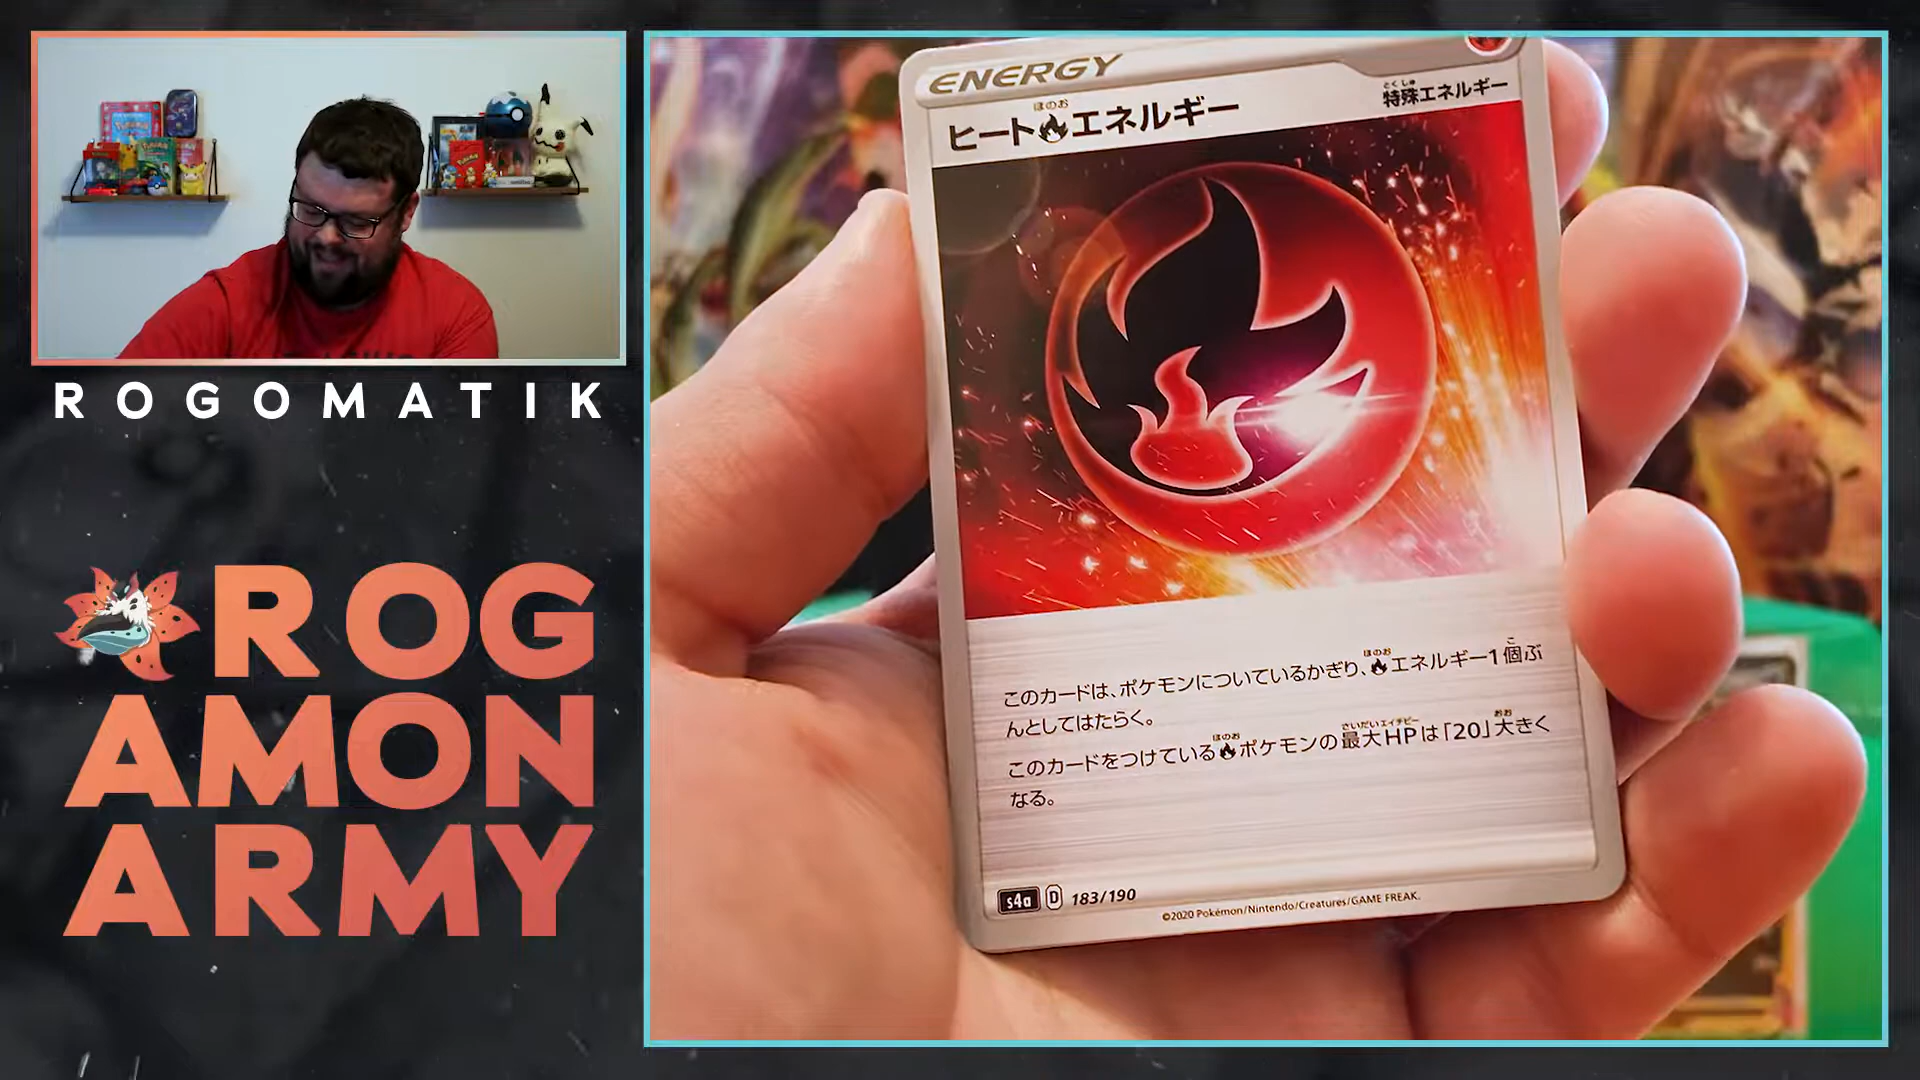 ROGOMATIK
ROG
AMON
ARMY
ENERGY
ほのお
とくしゅ
ヒートエネルギー
特殊エネルギー
ほのお
こ
このカードは、ポケモンについているかぎり、エネルギー1個ぶ
んとしてはたらく。
ほのお
さいだいエイチピー
おお
このカードをつけているポケモンの最大HPは「20」大きく
なる。
s4a D 183/190
©2020 Pokémon/Nintendo/Creatures/GAME FREAK.